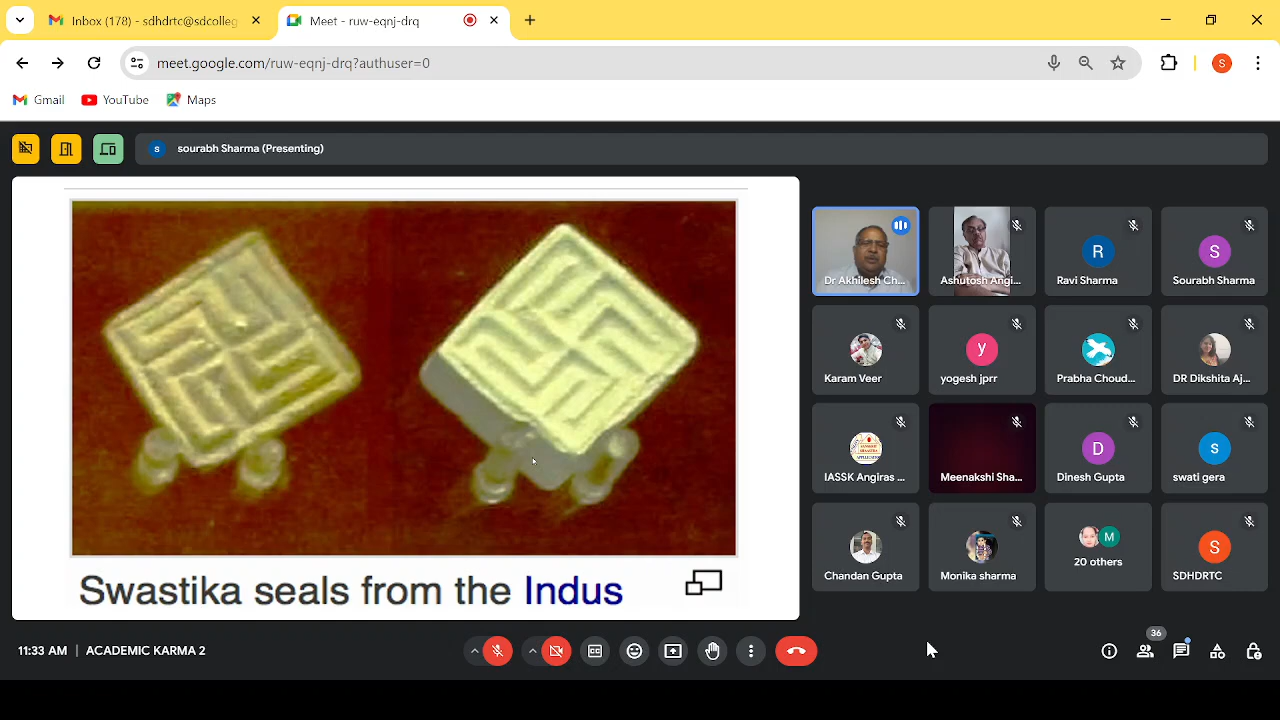 Inbox (178) - sdhdrtc@sdcolleg
Meet - ruw-eqnj-drq
meet.google.com/ruw-eqnj-drq?authuser=0
S
Gmail
YouTube
Maps
s
sourabh Sharma (Presenting)
Swastika seals from the Indus
Dr Akhilesh Ch...
Ashutosh Angi...
R
Ravi Sharma
S
Sourabh Sharma
Karam Veer
y
yogesh jprr
Prabha Choud...
DR Dikshita Aj...
IASSK Angiras ...
Meenakshi Sha...
D
Dinesh Gupta
s
swati gera
Chandan Gupta
Monika sharma
M
20 others
S
SDHDRTC
11:33 AM | ACADEMIC KARMA 2
36